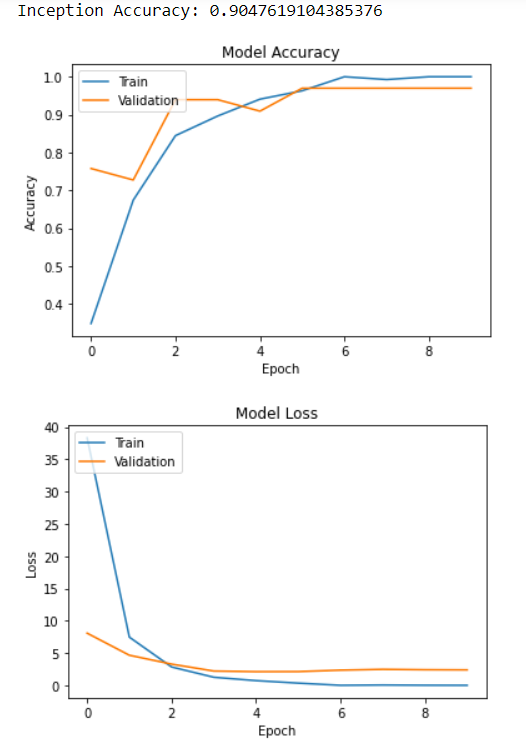 Inception Accuracy: 0.9047619104385376
Model Accuracy
Train
Validation
1.0
0.9
0.8
0.7
0.6
0.5
0.4
Accuracy
0 2 4 6 8
Epoch
Model Loss
Train
Validation
40
35
30
25
20
15
10
5
0
Loss
0 2 4 6 8
Epoch